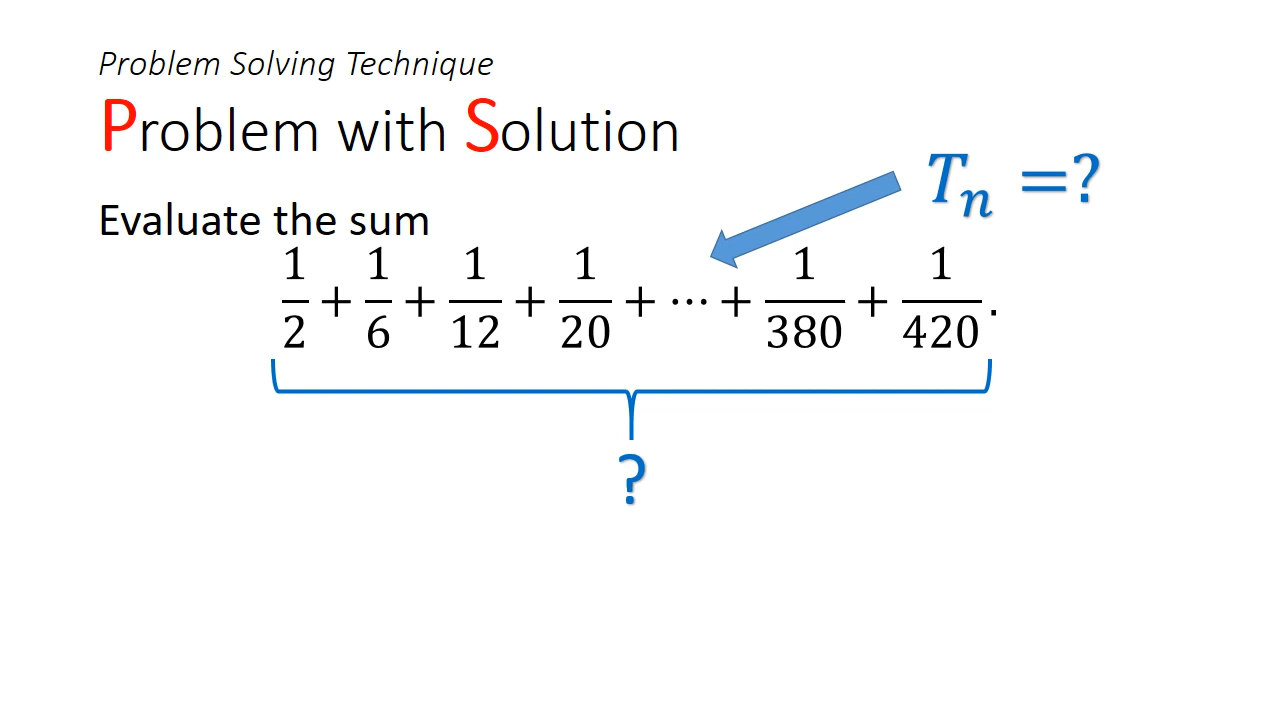 Problem Solving Technique
Problem with Solution
T_n =?
Evaluate the sum
1/2 + 1/6 + 1/12 + 1/20 + ⋯ + 1/380 + 1/420.
?